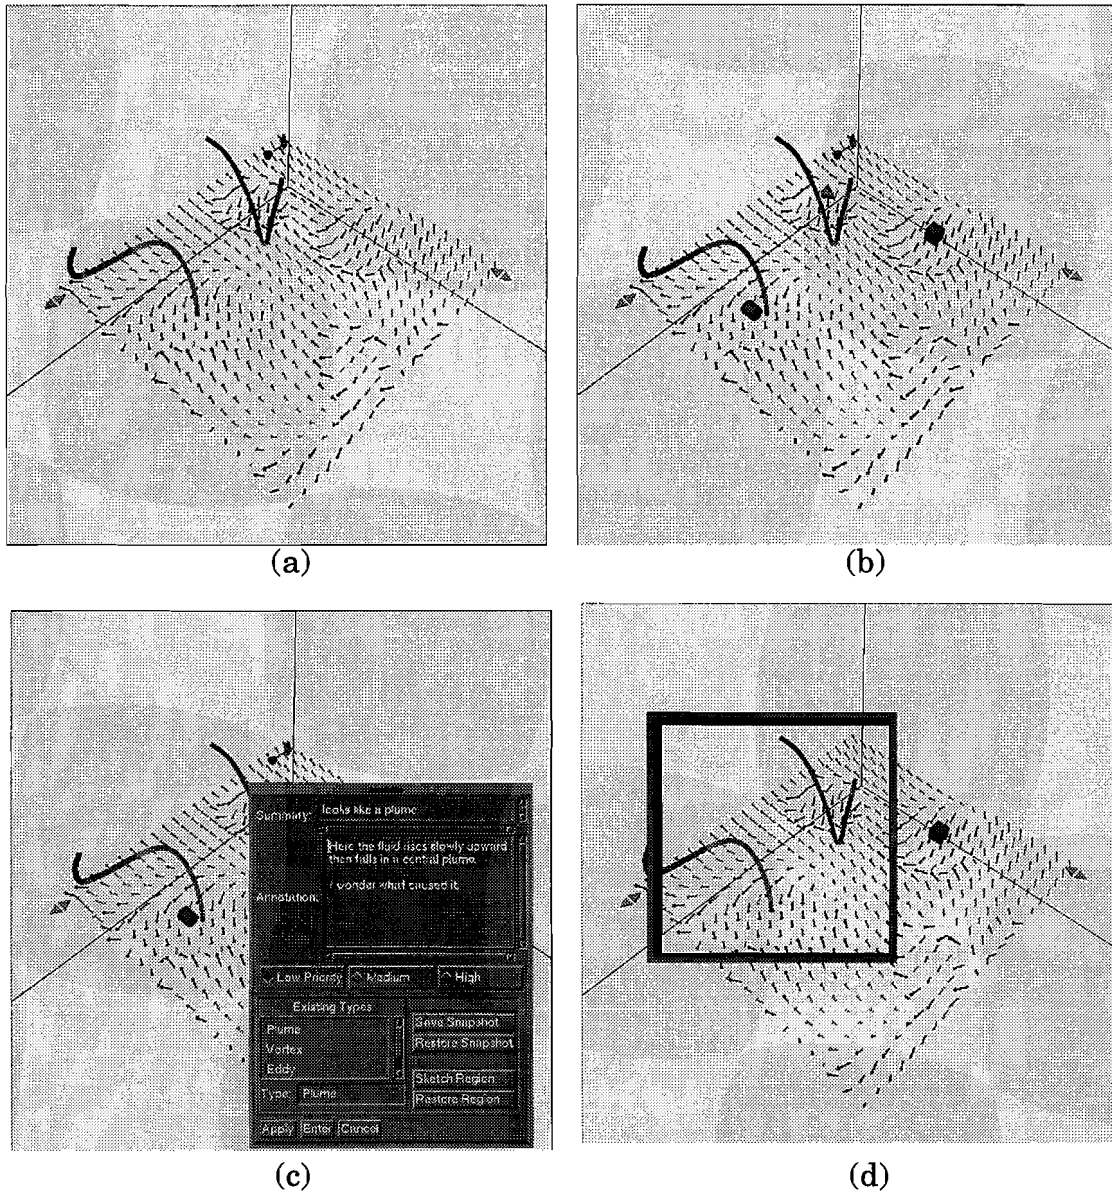 (a)
(b)
Summary: looks like a plume
Here the fluid rises slowly upward
then falls in a central plume.
I wonder what caused it.
Annotation:
Low Priority Medium High
Existing Types
Plume
Vortex
Eddy
Type: Plume
Save Snapshot
Restore Snapshot
Sketch Region
Restore Region
Apply Enter Cancel
(c)
(d)